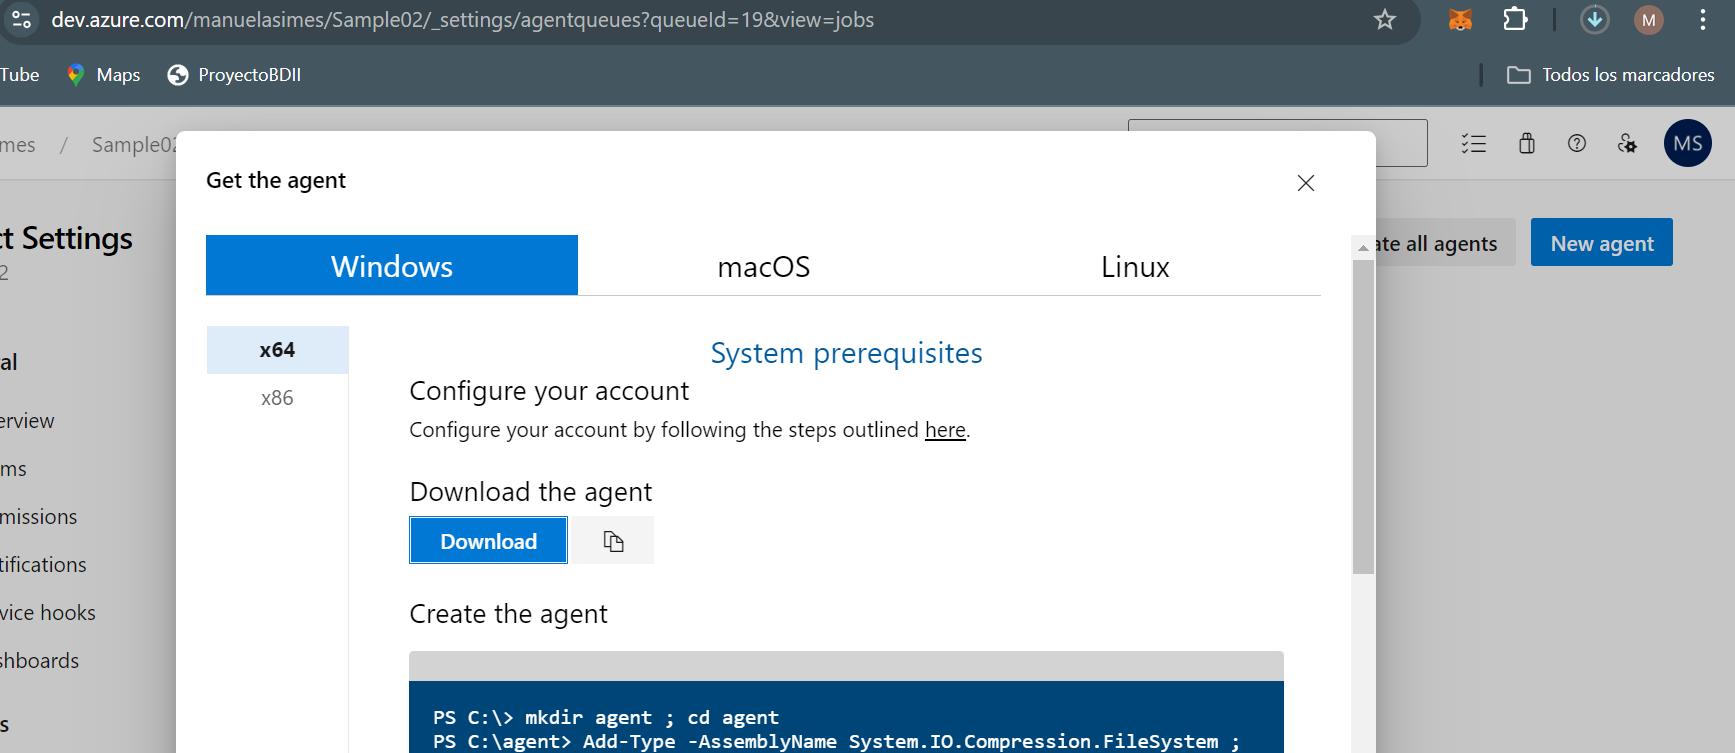 dev.azure.com/manuelasimes/Sample02/_settings/agentqueues?queueId=19&view=jobs
M
Tube
Maps
ProyectoBDII
Todos los marcadores
mes / Sample02
MS
Get the agent
ct Settings
2
ate all agents
New agent
Windows
macOS
Linux
x64
x86
al
erview
ms
missions
tifications
vice hooks
shboards
s
System prerequisites
Configure your account
Configure your account by following the steps outlined here.
Download the agent
Download
Create the agent
PS C:\> mkdir agent ; cd agent
PS C:\agent> Add-Type -AssemblyName System.IO.Compression.FileSystem ;